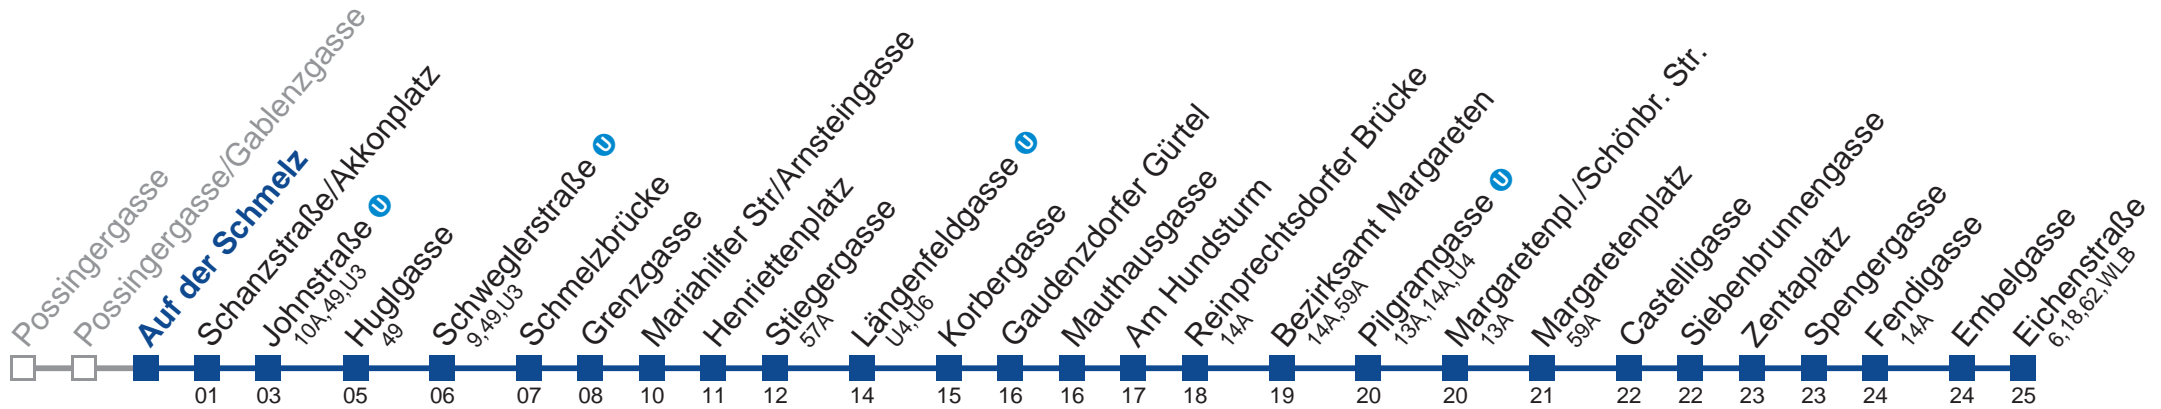 Possingergasse
Possingergasse/Gablenzgasse
Auf der Schmelz
Schanzstraße/Akkonplatz
01
Johnstraße U
10A, 49, U3
03
Huglgasse
49
05
Schweglerstraße U
9, 49, U3
06
Schmelzbrücke
07
Grenzgasse
08
Mariahilfer Str/Arnsteingasse
10
Henriettenplatz
11
Stiegergasse
57A
12
Längenfeldgasse U
U4, U6
14
Korbergasse
15
Gaudenzdorfer Gürtel
16
Mauthausgasse
16
Am Hundsturm
17
Reinprechtsdorfer Brücke
14A
18
Bezirksamt Margareten
14A, 59A
19
Pilgramgasse U
13A, 14A, U4
20
Margaretenpl./Schönbr. Str.
13A
20
Margaretenplatz
59A
21
Castelligasse
22
Siebenbrunnengasse
22
Zentaplatz
23
Spengergasse
23
Fendigasse
14A
24
Embelgasse
24
Eichenstraße
6, 18, 62, WLB
25